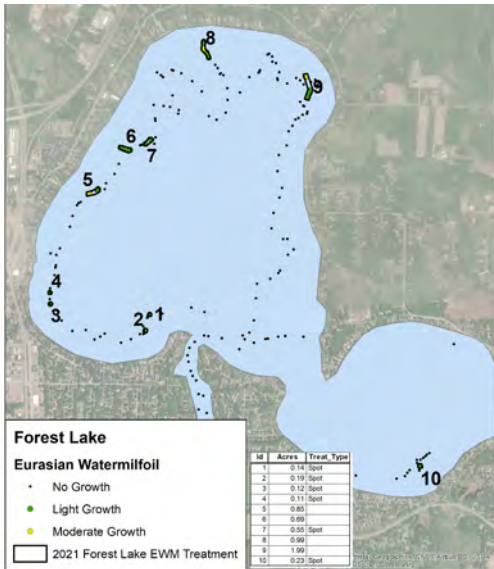 8
9
6
7
5
4
3
2 1
10
Forest Lake
Eurasian Watermilfoil
No Growth
Light Growth
Moderate Growth
2021 Forest Lake EWM Treatment
Id Acres Treat_Type
1 0.14 Spot
2 0.19 Spot
3 0.12 Spot
4 0.11 Spot
5 0.85
6 0.69
7 0.55 Spot
8 0.99
9 1.99
10 0.23 Spot